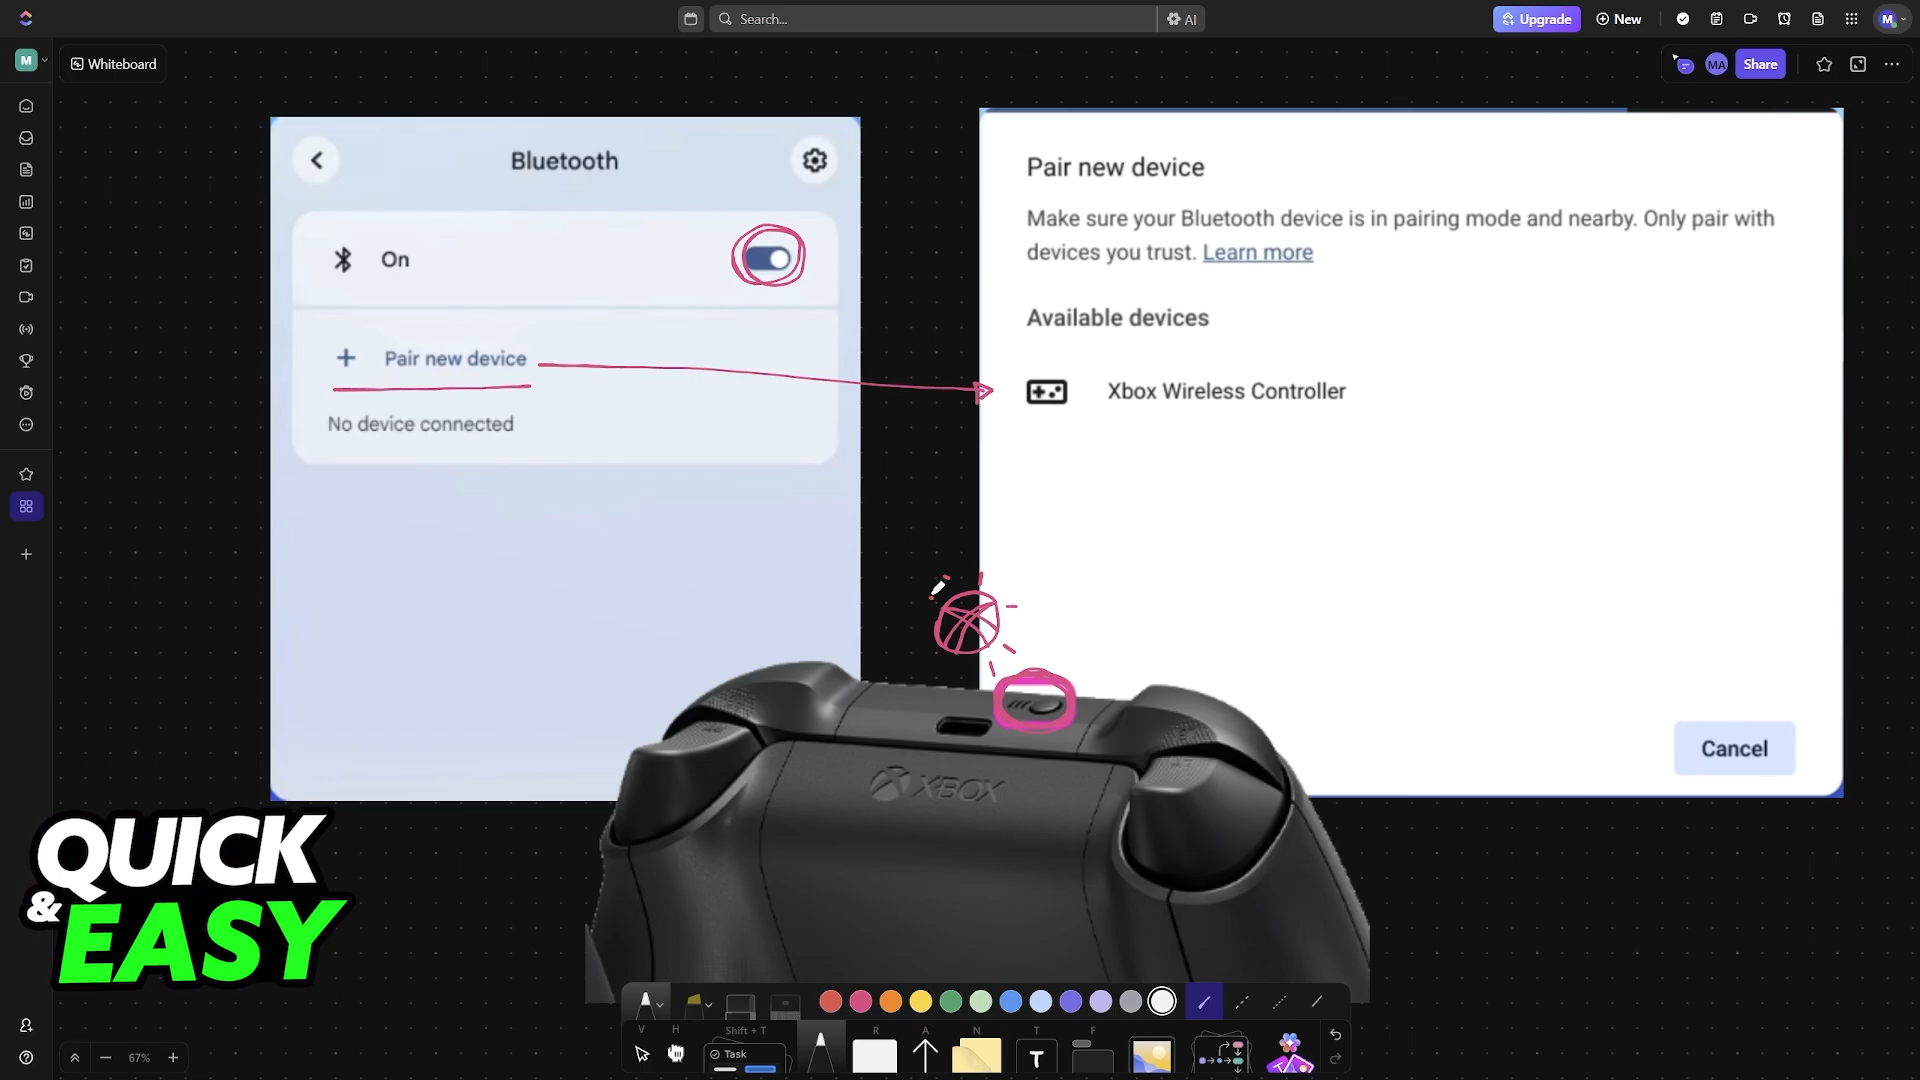 Search...
AI
Upgrade
New
M
M
Whiteboard
MA
Share
Bluetooth
On
Pair new device
No device connected
Pair new device
Make sure your Bluetooth device is in pairing mode and nearby. Only pair with
devices you trust. Learn more
Available devices
Xbox Wireless Controller
Cancel
XBOX
QUICK
&EASY
V
H
Shift + T
R
A
N
T
F
Task
T
67%